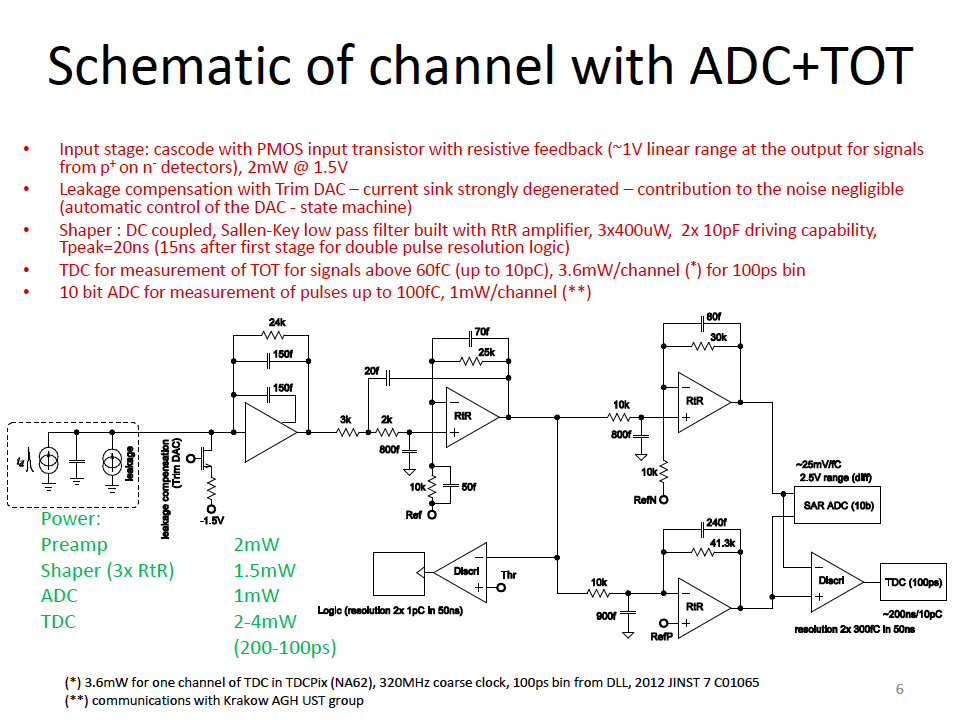 Schematic of channel with ADC+TOT
• Input stage: cascode with PMOS input transistor with resistive feedback (~1V linear range at the output for signals
from p+ on n- detectors), 2mW @ 1.5V
• Leakage compensation with Trim DAC – current sink strongly degenerated – contribution to the noise negligible
(automatic control of the DAC - state machine)
• Shaper : DC coupled, Sallen-Key low pass filter built with RtR amplifier, 3x400uW, 2x 10pF driving capability,
Tpeak=20ns (15ns after first stage for double pulse resolution logic)
• TDC for measurement of TOT for signals above 60fC (up to 10pC), 3.6mW/channel (*) for 100ps bin
• 10 bit ADC for measurement of pulses up to 100fC, 1mW/channel (**)
24k
150f
150f
3k
2k
20f
800f
70f
25k
RtR
10k
50f
Ref
10k
800f
80f
30k
RtR
10k
RefN
id
leakage
leakage compensation
(Trim DAC)
-1.5V
~25mV/fC
2.5V range (diff)
SAR ADC (10b)
240f
41.3k
10k
900f
RtR
RefP
Discri
Thr
Logic (resolution 2x 1pC in 50ns)
Discri
TDC (100ps)
~200ns/10pC
resolution 2x 300fC in 50ns
Power:
Preamp 2mW
Shaper (3x RtR) 1.5mW
ADC 1mW
TDC 2-4mW
(200-100ps)
(*) 3.6mW for one channel of TDC in TDCPix (NA62), 320MHz coarse clock, 100ps bin from DLL, 2012 JINST 7 C01065
(**) communications with Krakow AGH UST group
6